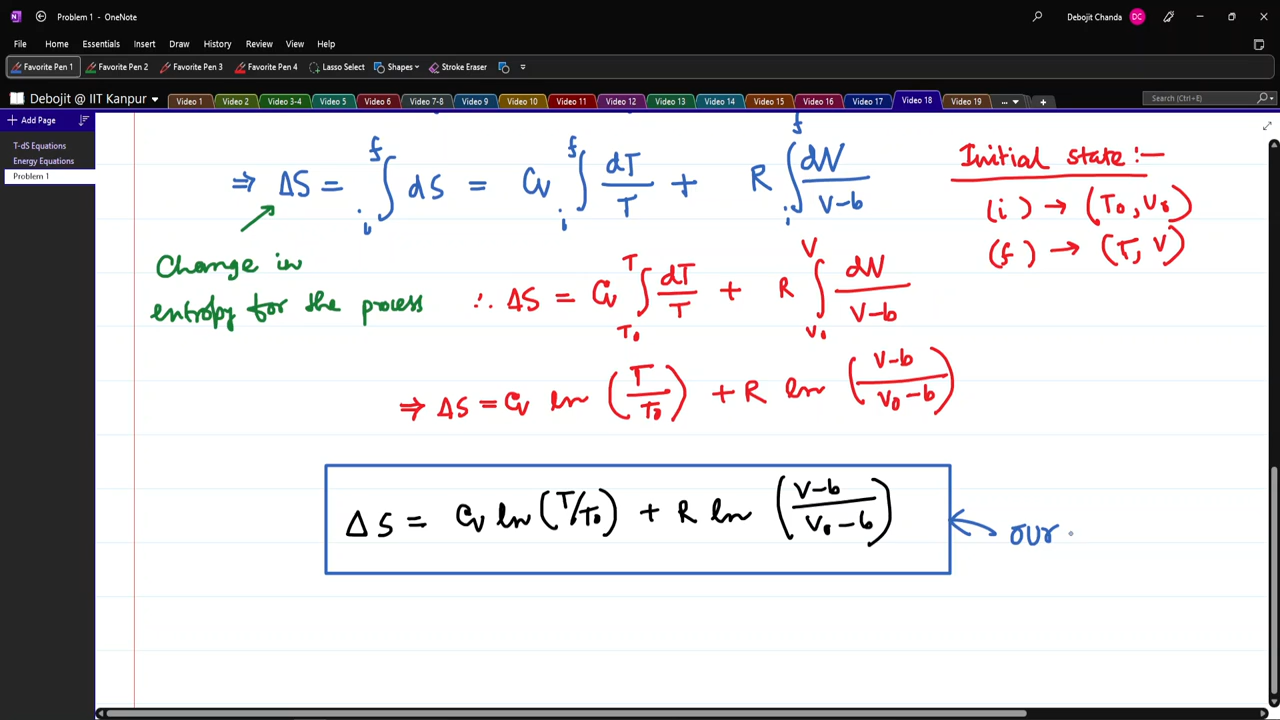 Problem 1 - OneNote
Debojit Chanda DC
File Home Essentials Insert Draw History Review View Help
Favorite Pen 1 Favorite Pen 2 Favorite Pen 3 Favorite Pen 4 Lasso Select Shapes Stroke Eraser
Debojit @ IIT Kanpur Video 1 Video 2 Video 3-4 Video 5 Video 6 Video 7-8 Video 9 Video 10 Video 11 Video 12 Video 13 Video 14 Video 15 Video 16 Video 17 Video 18 Video 19 ... + Search (Ctrl+E)
+ Add Page
T-dS Equations
Energy Equations
Problem 1
⇒ ΔS = ∫_i^f dS = Cv ∫_i^f dT/T + R ∫_i^f dV/(V-b)
Initial state :-
(i) → (T₀, V₀)
(f) → (T, V)
Change in
entropy for the process
∴ ΔS = Cv ∫_{T₀}^{T} dT/T + R ∫_{V₀}^{V} dV/(V-b)
⇒ ΔS = Cv ln (T/T₀) + R ln ((V-b)/(V₀-b))
ΔS = Cv ln (T/T₀) + R ln ((V-b)/(V₀-b))
our